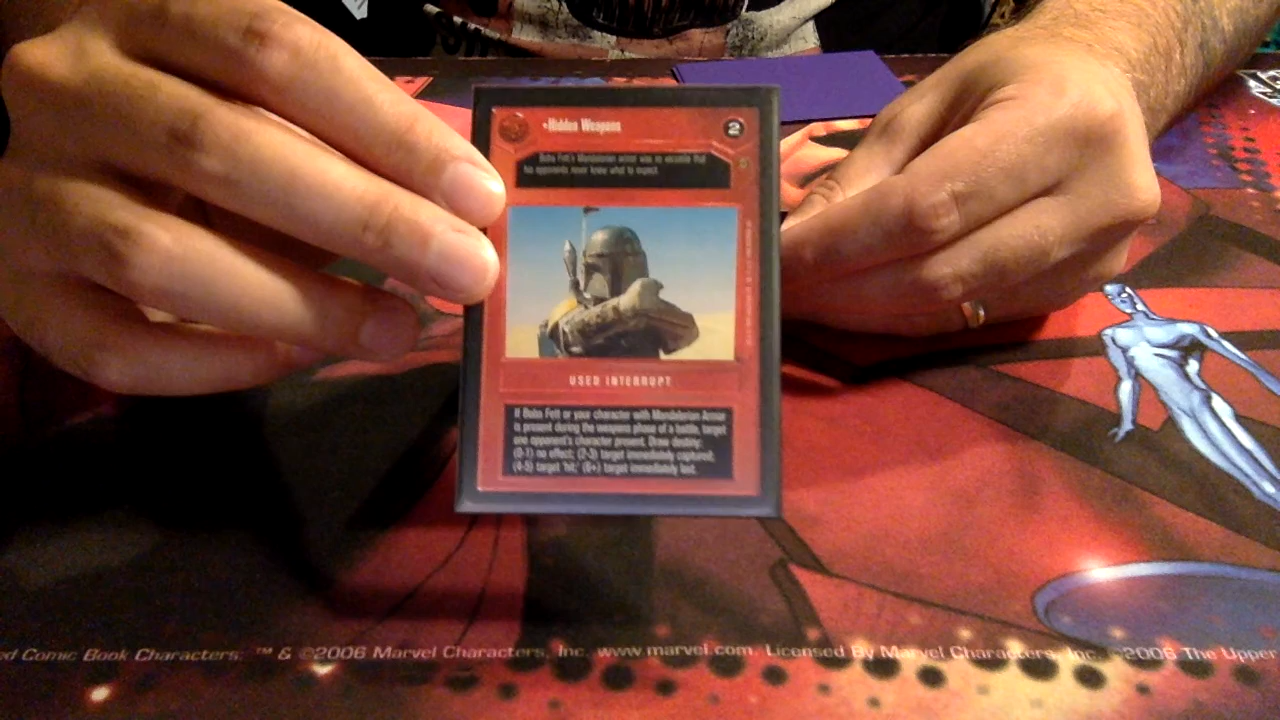 •Hidden Weapons
2
Boba Fett's Mandalorian armor was so versatile that
his opponents never knew what to expect.
USED INTERRUPT
If Boba Fett or your character with Mandalorian Armor
is present during the weapons phase of a battle, target
one opponent's character present. Draw destiny:
(0-1) no effect; (2-3) target immediately captured;
(4-5) target 'hit;' (6+) target immediately lost.
ed Comic Book Characters. ™ & ©2006 Marvel Characters, Inc. www.marvel.com. Licensed By Marvel Characters, Inc. ©2006 The Upper